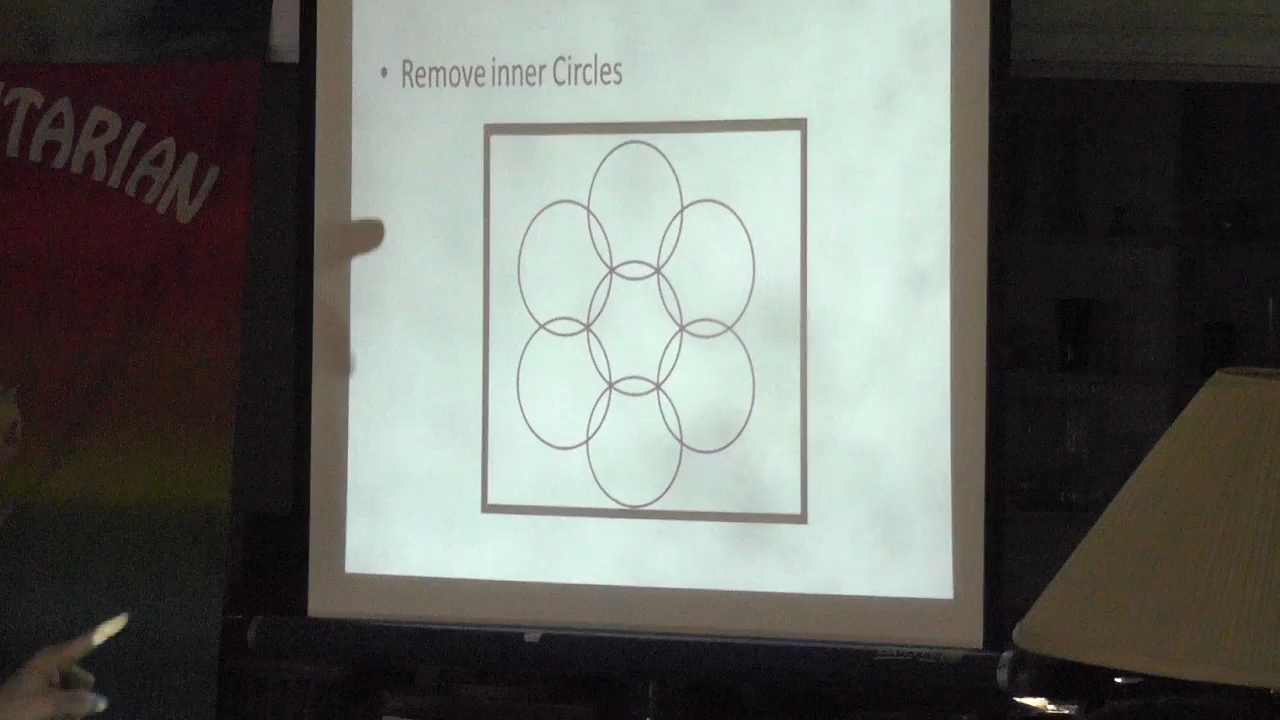 TARIAN
• Remove inner Circles